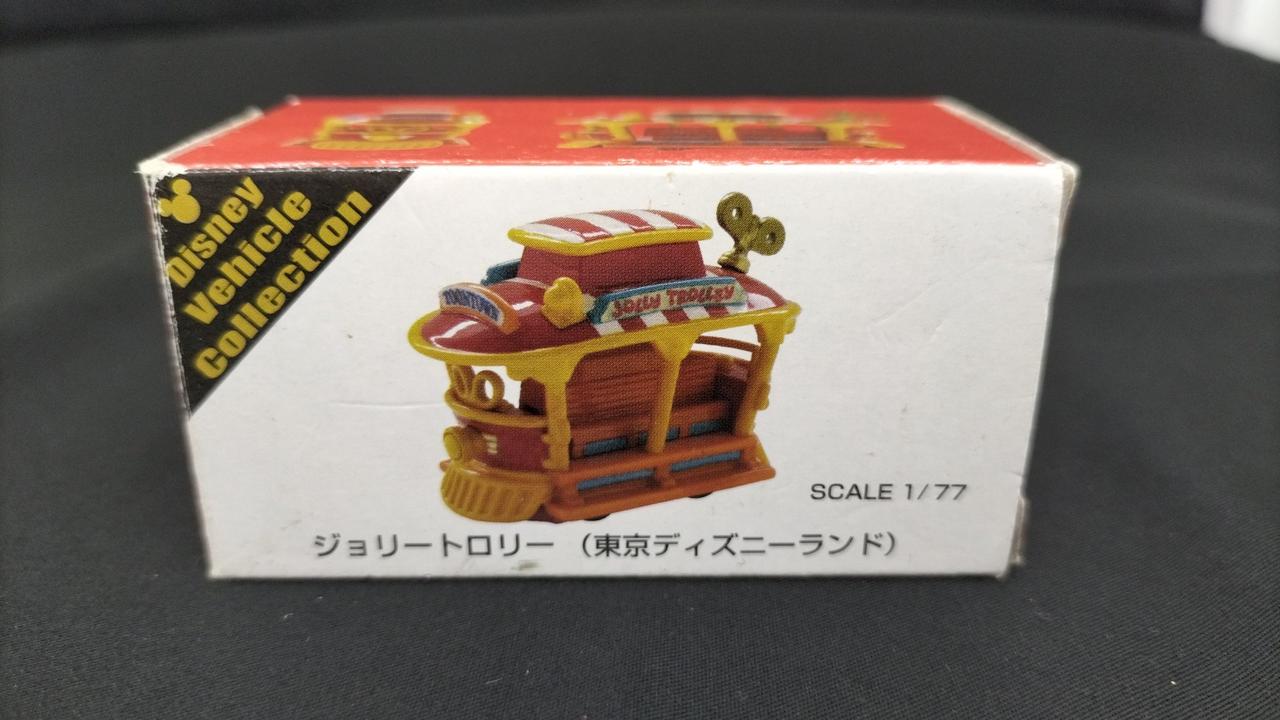 Disney
Vehicle
Collection
TOONTOWN
JOLLY TROLLEY
SCALE 1/77
ジョリートロリー （東京ディズニーランド）